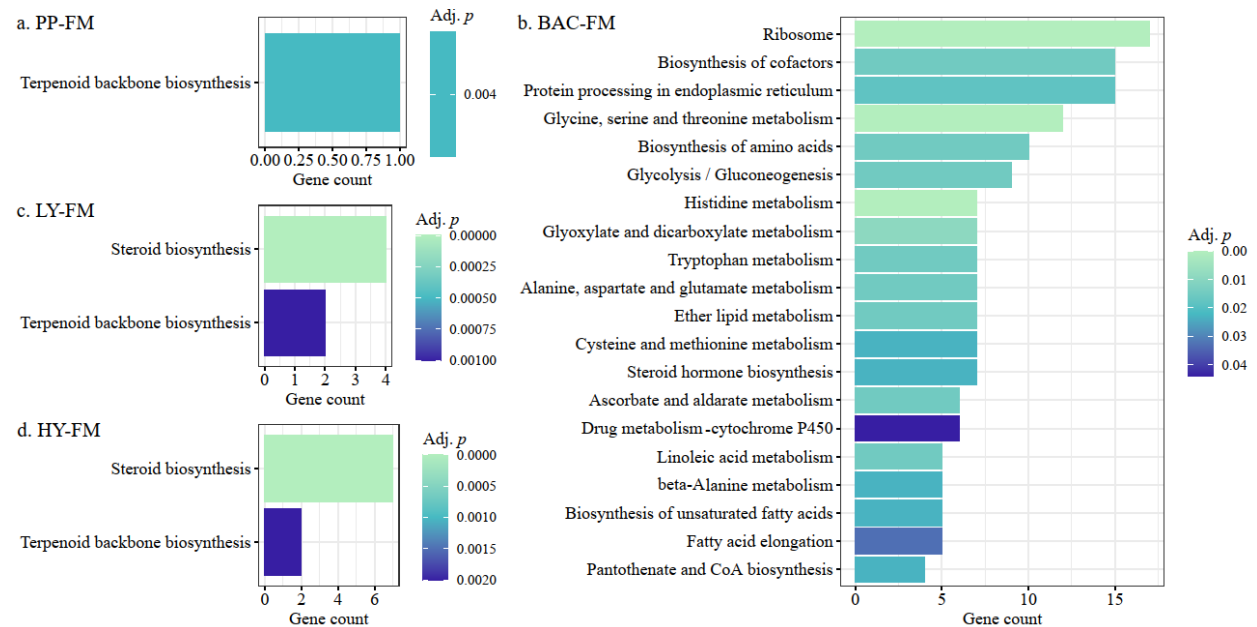 a. PP-FM
Adj. p
Terpenoid backbone biosynthesis
0.004
0.00 0.25 0.50 0.75 1.00
Gene count
c. LY-FM
Adj. p
Steroid biosynthesis
Terpenoid backbone biosynthesis
0.00000
0.00025
0.00050
0.00075
0.00100
0 1 2 3 4
Gene count
d. HY-FM
Adj. p
Steroid biosynthesis
Terpenoid backbone biosynthesis
0.0000
0.0005
0.0010
0.0015
0.0020
0 2 4 6
Gene count
b. BAC-FM
Ribosome
Biosynthesis of cofactors
Protein processing in endoplasmic reticulum
Glycine, serine and threonine metabolism
Biosynthesis of amino acids
Glycolysis / Gluconeogenesis
Histidine metabolism
Glyoxylate and dicarboxylate metabolism
Tryptophan metabolism
Alanine, aspartate and glutamate metabolism
Ether lipid metabolism
Cysteine and methionine metabolism
Steroid hormone biosynthesis
Ascorbate and aldarate metabolism
Drug metabolism-cytochrome P450
Linoleic acid metabolism
beta-Alanine metabolism
Biosynthesis of unsaturated fatty acids
Fatty acid elongation
Pantothenate and CoA biosynthesis
0 5 10 15
Gene count
Adj. p
0.00
0.01
0.02
0.03
0.04